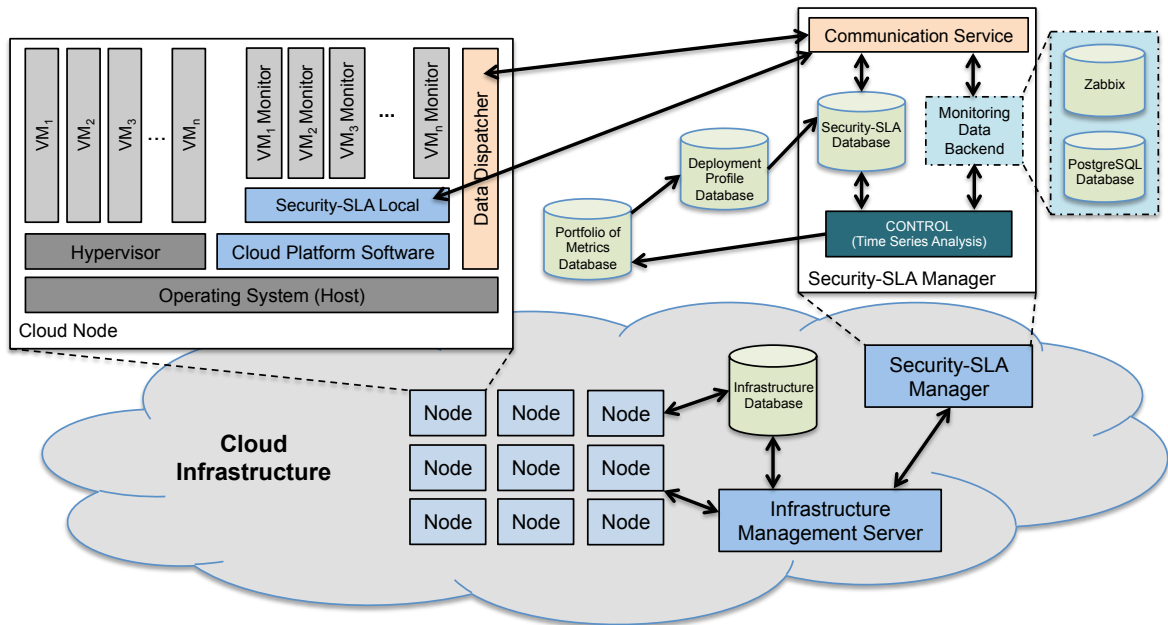 VM1
VM2
VM3
...
VMn
VM1 Monitor
VM2 Monitor
VM3 Monitor
...
VMn Monitor
Data Dispatcher
Security-SLA Local
Hypervisor
Cloud Platform Software
Operating System (Host)
Cloud Node
Portfolio of
Metrics
Database
Deployment
Profile
Database
Communication Service
Security-SLA
Database
Monitoring
Data
Backend
CONTROL
(Time Series Analysis)
Security-SLA Manager
Zabbix
PostgreSQL
Database
Cloud
Infrastructure
Node
Node
Node
Node
Node
Node
Node
Node
Node
Infrastructure
Database
Security-SLA
Manager
Infrastructure
Management Server